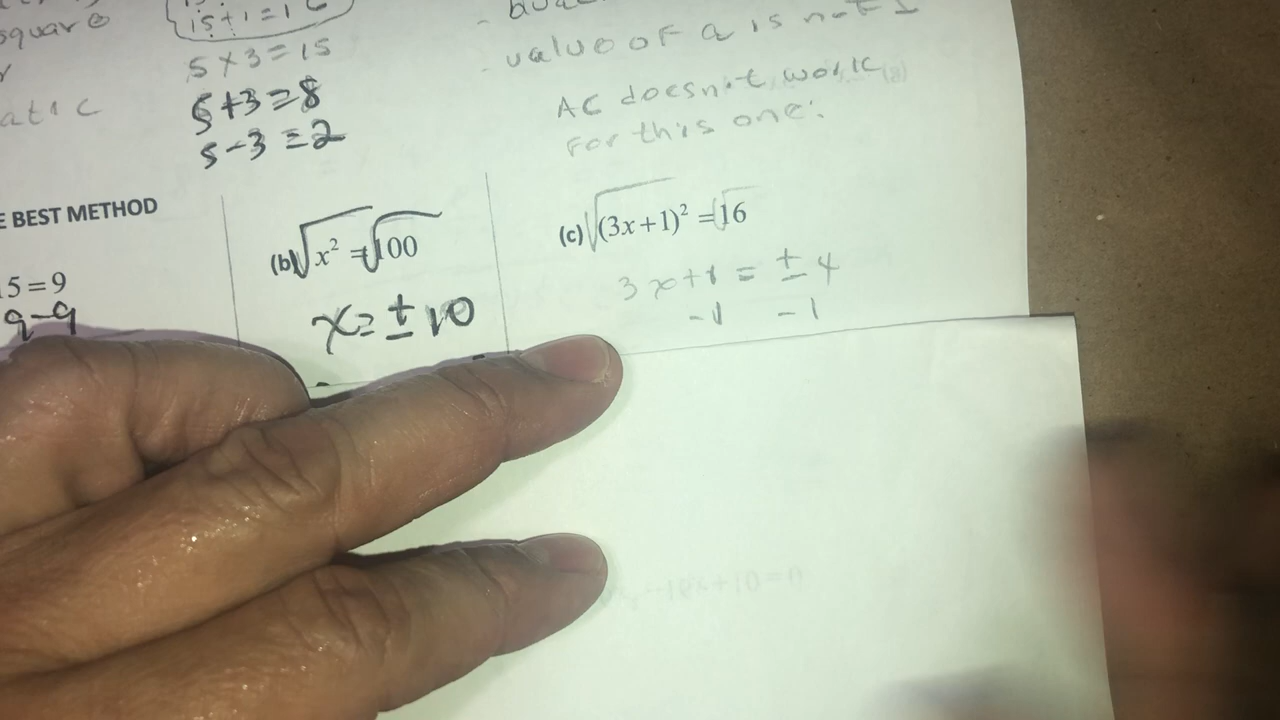 square
15+1=16
5×3=15
5+3=8
5-3=2
atic
value of a is not 1
AC doesn't work
for this one.
E BEST METHOD
5=9
9-9
(b) √x² = √100
x=±10
(c) √(3x+1)² = √16
3x+1 = ±4
-1 -1